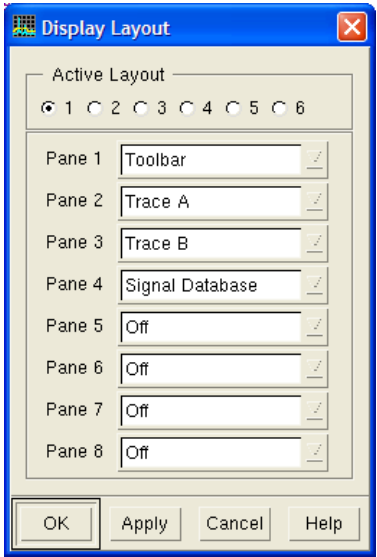 Display Layout
Active Layout
1 2 3 4 5 6
Pane 1 Toolbar
Pane 2 Trace A
Pane 3 Trace B
Pane 4 Signal Database
Pane 5 Off
Pane 6 Off
Pane 7 Off
Pane 8 Off
OK Apply Cancel Help